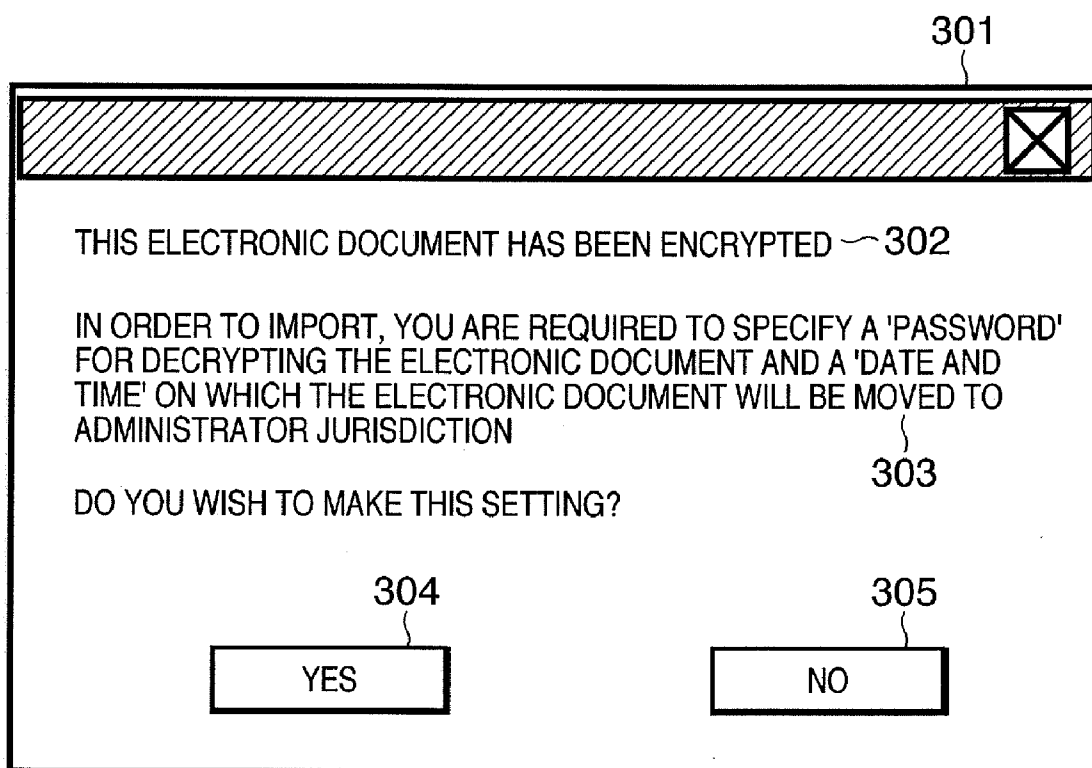 301
THIS ELECTRONIC DOCUMENT HAS BEEN ENCRYPTED 302
IN ORDER TO IMPORT, YOU ARE REQUIRED TO SPECIFY A 'PASSWORD'
FOR DECRYPTING THE ELECTRONIC DOCUMENT AND A 'DATE AND
TIME' ON WHICH THE ELECTRONIC DOCUMENT WILL BE MOVED TO
ADMINISTRATOR JURISDICTION
303
DO YOU WISH TO MAKE THIS SETTING?
304 305
YES NO